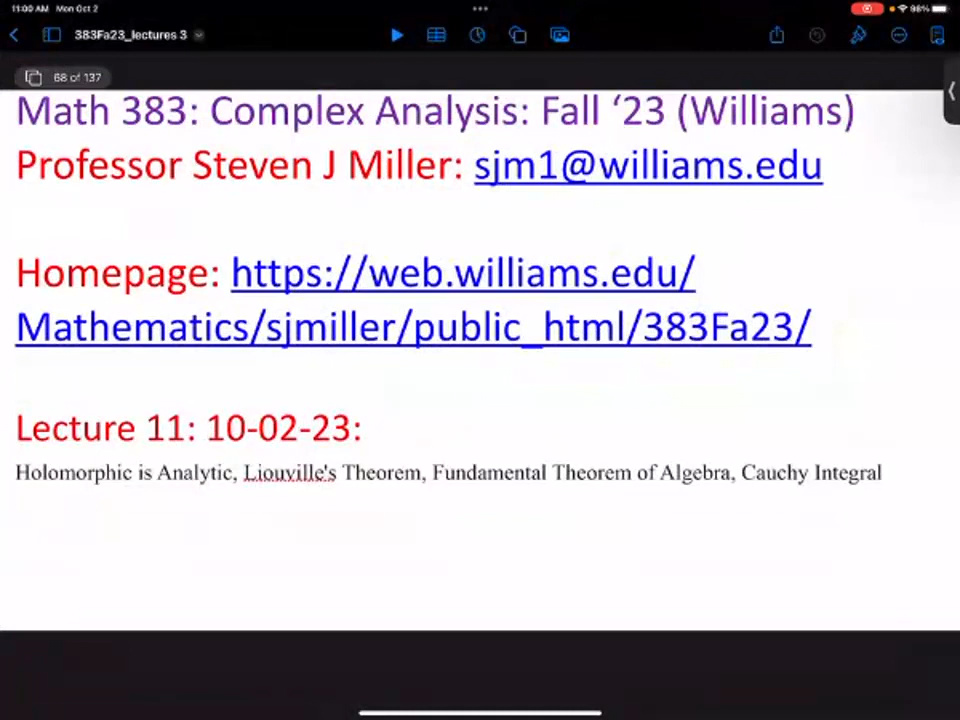 11:00 AM Mon Oct 2
98%
383Fa23_lectures 3
68 of 137
Math 383: Complex Analysis: Fall ‘23 (Williams)
Professor Steven J Miller: sjm1@williams.edu
Homepage: https://web.williams.edu/
Mathematics/sjmiller/public_html/383Fa23/
Lecture 11: 10-02-23:
Holomorphic is Analytic, Liouville's Theorem, Fundamental Theorem of Algebra, Cauchy Integral